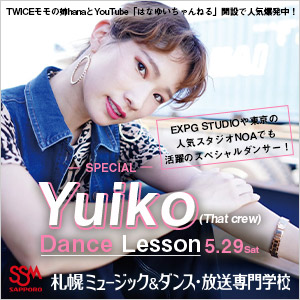 TWICEモモの姉hanaとYouTube「はなゆいちゃんねる」開設で人気爆発中！
EXPG STUDIOや東京の
人気スタジオNOAでも
活躍のスペシャルダンサー！
SPECIAL
Yuiko (That crew)
Dance Lesson 5.29 Sat
SSM
SAPPORO
札幌ミュージック&ダンス・放送専門学校